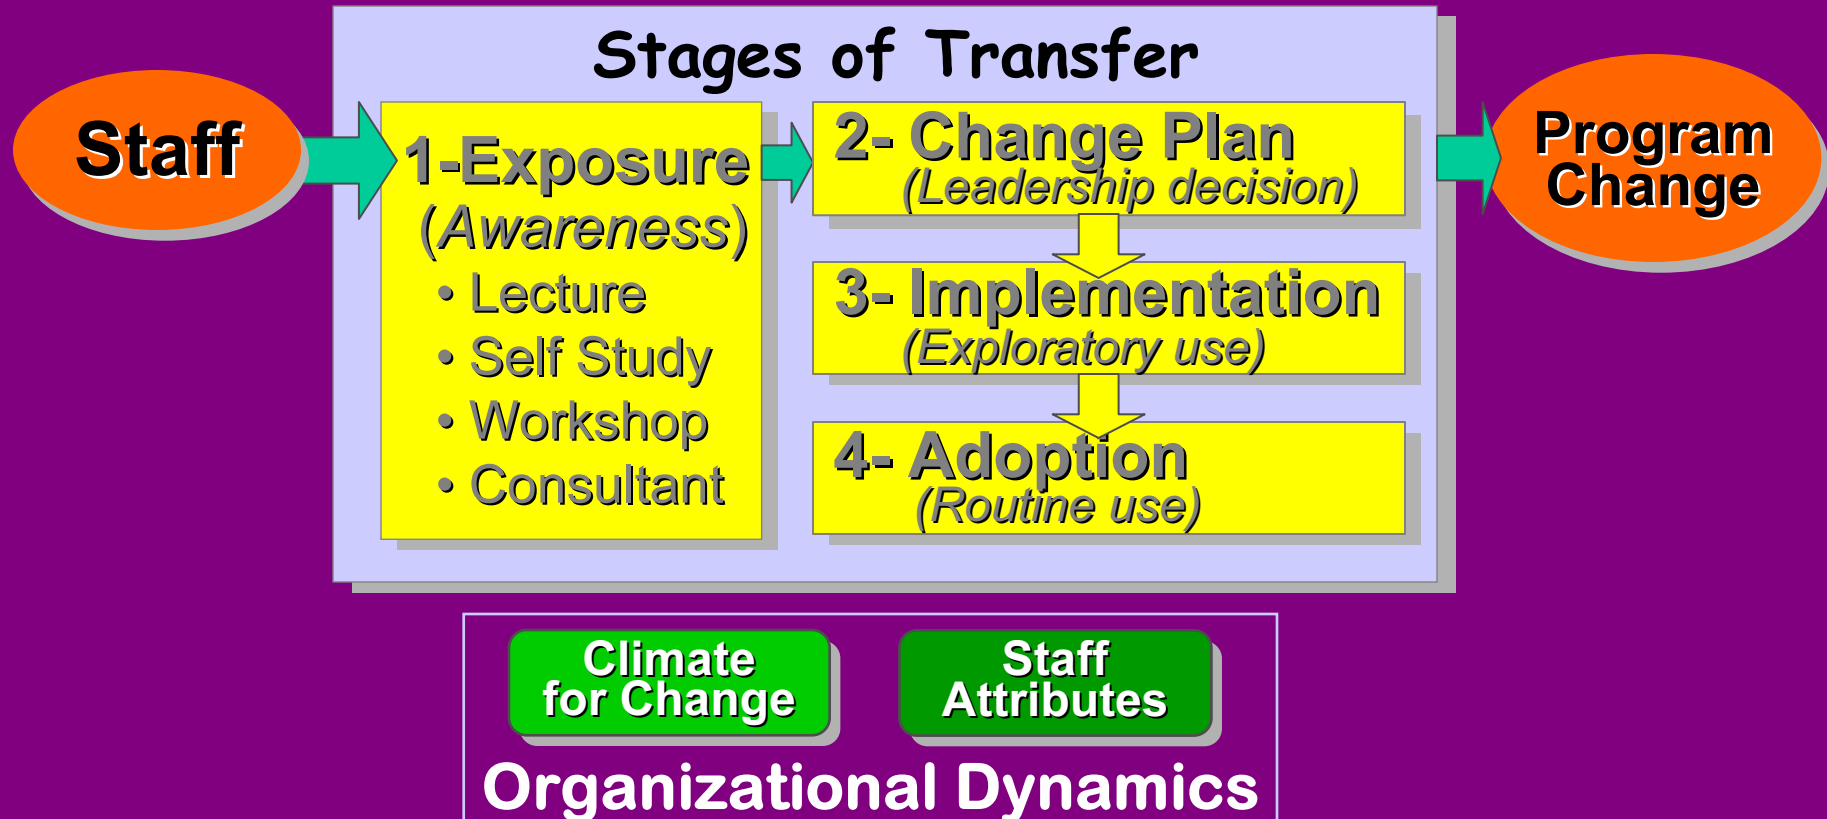 Stages of Transfer
Staff
1-Exposure
(Awareness)
• Lecture
• Self Study
• Workshop
• Consultant
2- Change Plan
(Leadership decision)
3- Implementation
(Exploratory use)
4- Adoption
(Routine use)
Program
Change
Climate
for Change
Staff
Attributes
Organizational Dynamics